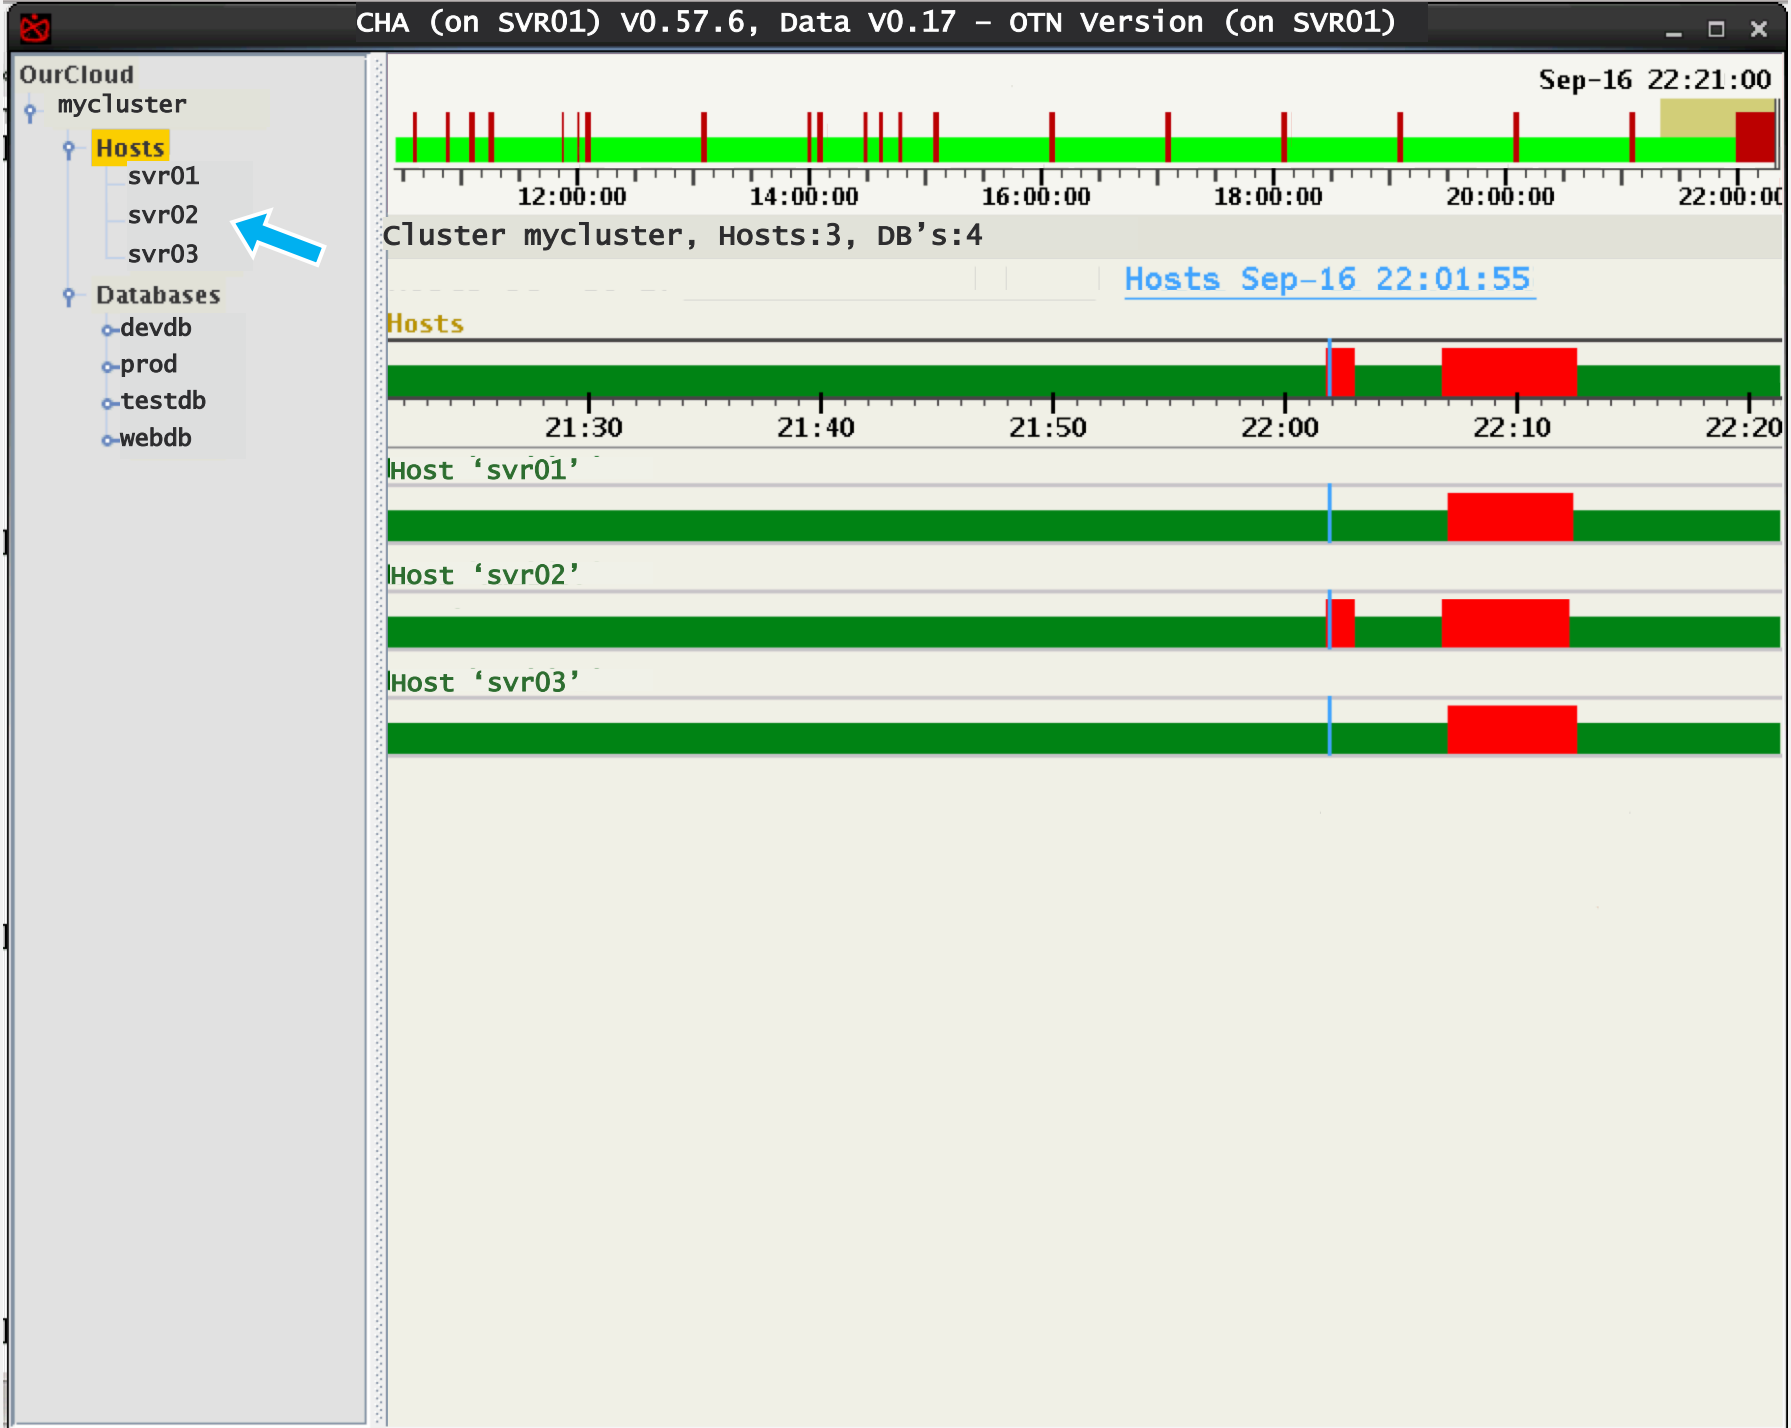 CHA (on SVR01) V0.57.6, Data V0.17 – OTN Version (on SVR01)
OurCloud
mycluster
Hosts
svr01
svr02
svr03
Databases
devdb
prod
testdb
webdb
Sep-16 22:21:00
12:00:00 14:00:00 16:00:00 18:00:00 20:00:00
Cluster mycluster, Hosts:3, DB’s:4
Hosts Sep–16 22:01:55
Hosts
21:30 21:40 21:50 22:00 22:10 22:20
Host ‘svr01’
Host ‘svr02’
Host ‘svr03’